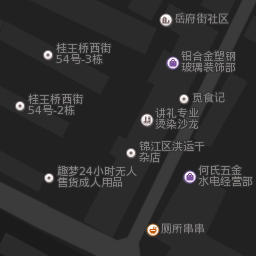 岳府街社区
桂王桥西街
54号-3栋
铝合金塑钢
玻璃装饰部
觅食记
桂王桥西街
54号-2栋
讲礼专业
烫染沙龙
锦江区洪运干
杂店
趣梦24小时无人
售货成人用品
何氏五金
水电经营部
厕所串串